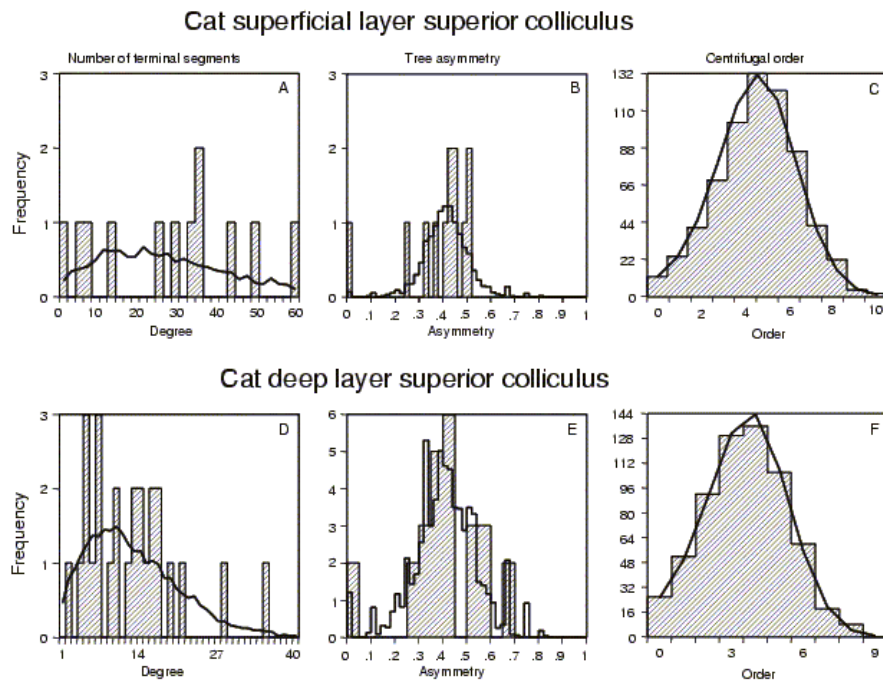 Cat superficial layer superior colliculus
Number of terminal segments
Tree asymmetry
Centrifugal order
A
B
C
Frequency
3
2
1
0
0 10 20 30 40 50 60
Degree
3
2
1
0
0 .1 .2 .3 .4 .5 .6 .7 .8 .9 1
Asymmetry
132
110
88
66
44
22
0
0 2 4 6 8 10
Order
Cat deep layer superior colliculus
D
E
F
Frequency
3
2
1
0
1 14 27 40
Degree
6
5
4
3
2
1
0
0 .1 .2 .3 .4 .5 .6 .7 .8 .9 1
Asymmetry
144
128
112
96
80
64
48
32
16
0
0 3 6 9
Order